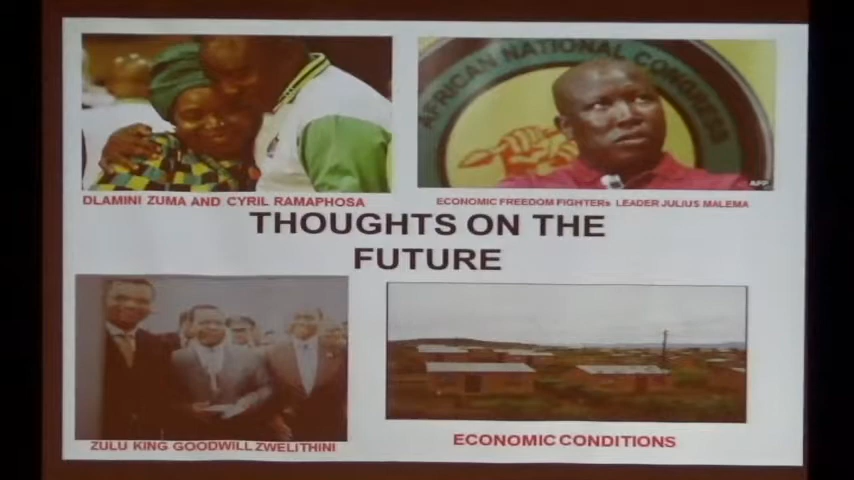 AFRICAN NATIONAL CONGRESS
AFP
DLAMINI ZUMA AND CYRIL RAMAPHOSA
ECONOMIC FREEDOM FIGHTERs LEADER JULIUS MALEMA
THOUGHTS ON THE
FUTURE
ZULU KING GOODWILL ZWELITHINI
ECONOMIC CONDITIONS